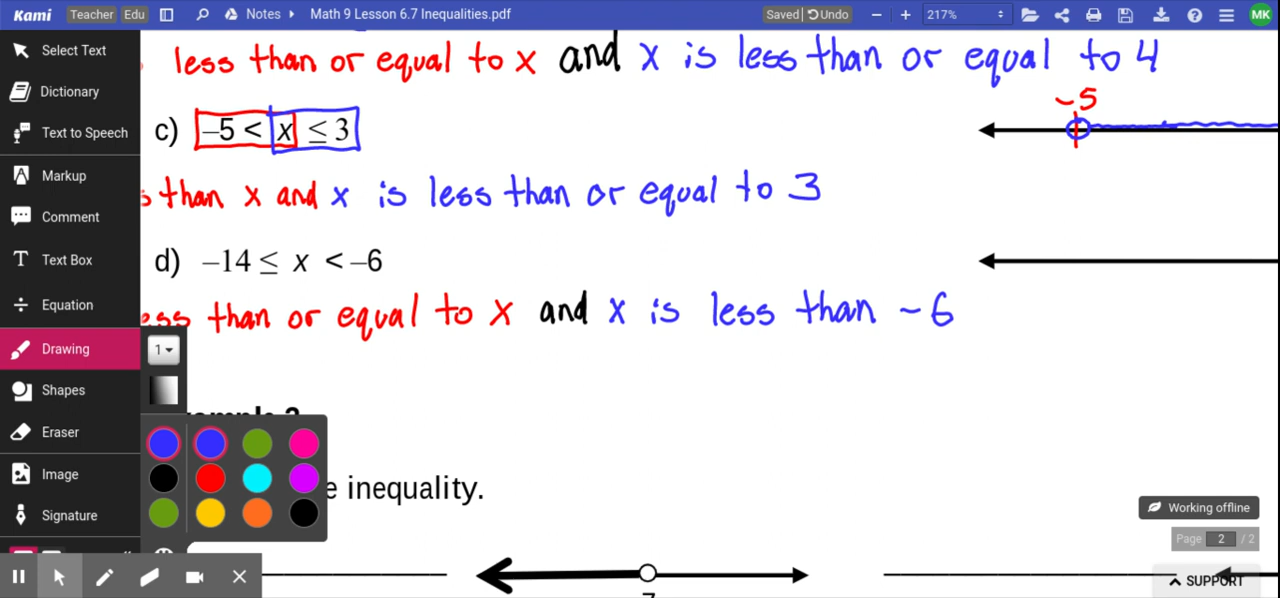 Kami Teacher Edu Notes Math 9 Lesson 6.7 Inequalities.pdf Saved Undo 217% MK
Select Text
Dictionary
Text to Speech
Markup
Comment
Text Box
Equation
Drawing
Shapes
Eraser
Image
Signature
1
less than or equal to x and x is less than or equal to 4
c) –5 < x ≤ 3
-5
s than x and x is less than or equal to 3
d) –14 ≤ x < –6
ess than or equal to x and x is less than -6
e inequality.
Working offline
Page 2 / 2
SUPPORT